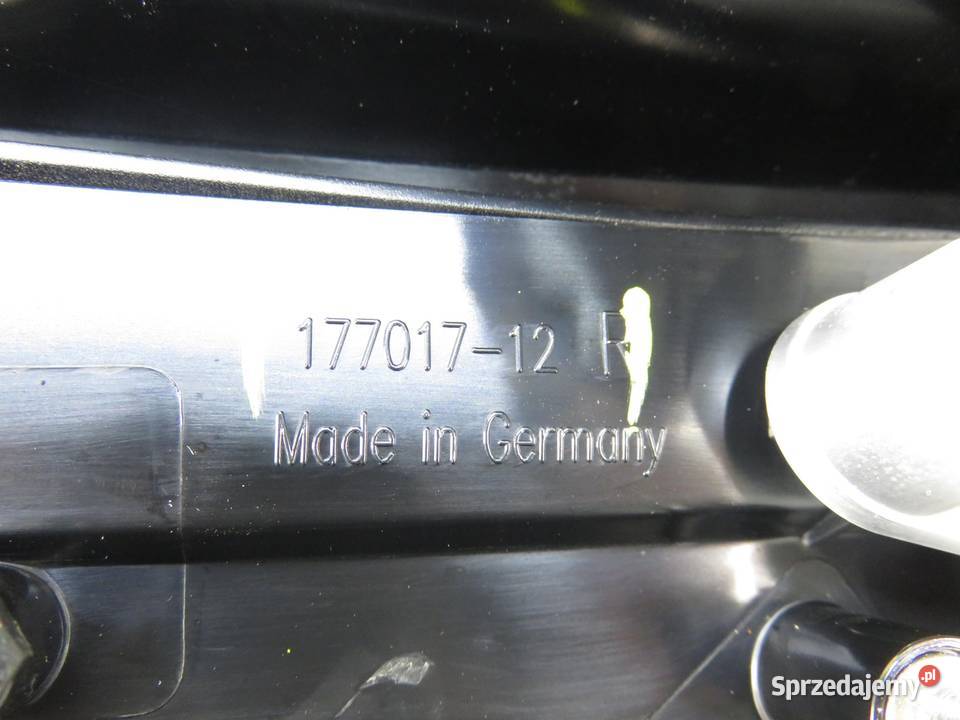 177017-12 R
Made in Germany
Sprzedajemy.pl